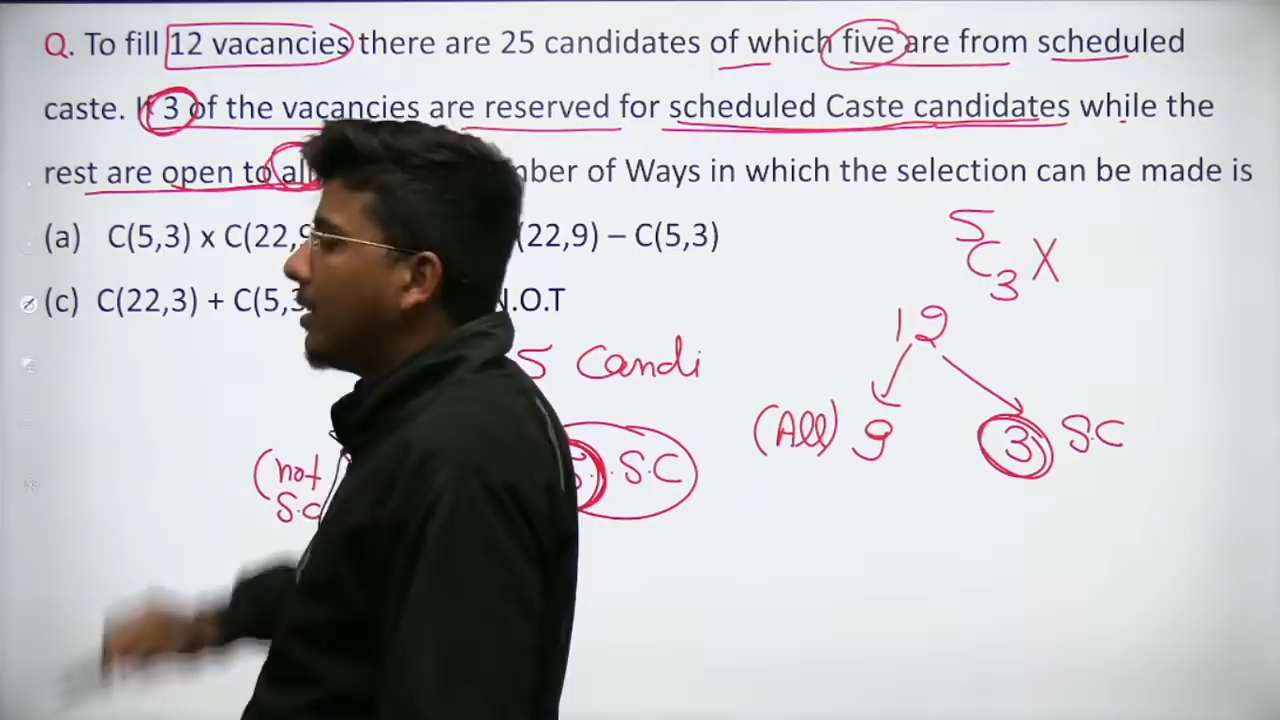 Q. To fill 12 vacancies there are 25 candidates of which five are from scheduled
caste. If 3 of the vacancies are reserved for scheduled Caste candidates while the
rest are open to all of Ways in which the selection can be made is
(a) C(5,3) x C(22,9 (22,9) – C(5,3)
(c) C(22,3) + C(5,3 N.O.T
5C3 X
12
5 Candi
(All) 9 3 S.C
(not S.C
S.C